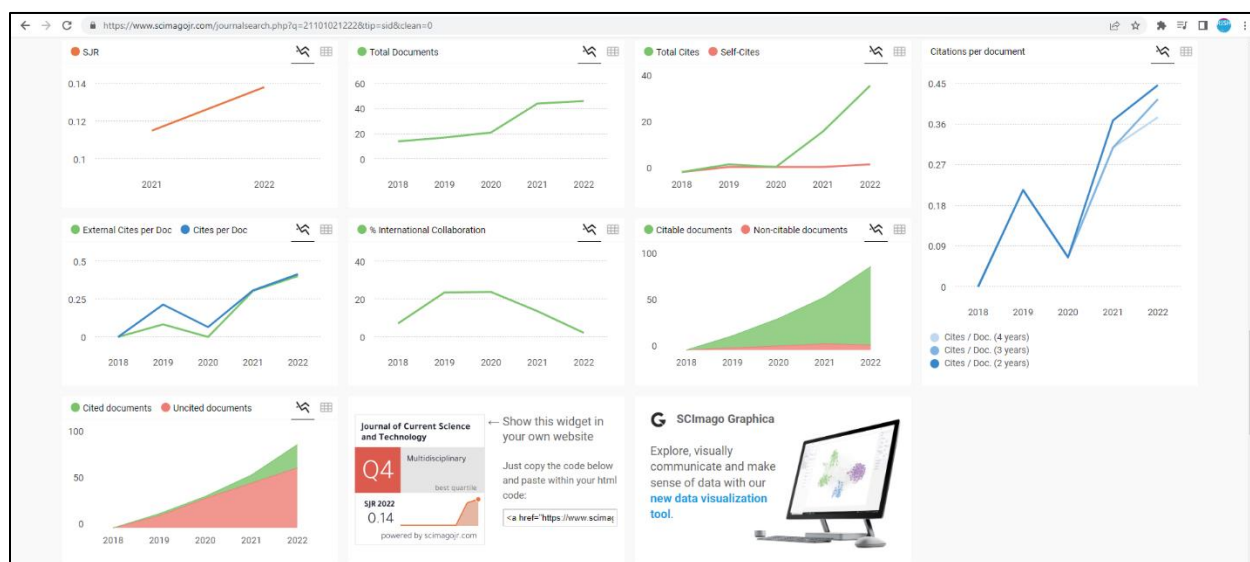 https://www.scimagojr.com/journalsearch.php?q=21101021222&tip=sid&clean=0
SJR
0.14
0.12
0.1
2021 2022
Total Documents
60
40
20
0
2018 2019 2020 2021 2022
Total Cites Self-Cites
40
20
0
2018 2019 2020 2021 2022
Citations per document
0.45
0.36
0.27
0.18
0.09
0
2018 2019 2020 2021 2022
Cites / Doc. (4 years)
Cites / Doc. (3 years)
Cites / Doc. (2 years)
External Cites per Doc Cites per Doc
0.5
0.25
0
2018 2019 2020 2021 2022
% International Collaboration
40
20
0
2018 2019 2020 2021 2022
Citable documents Non-citable documents
100
50
0
2018 2019 2020 2021 2022
Cited documents Uncited documents
100
50
0
2018 2019 2020 2021 2022
Journal of Current Science
and Technology
Q4
Multidisciplinary
best quartile
SJR 2022
0.14
powered by scimagojr.com
← Show this widget in
your own website
Just copy the code below
and paste within your html
code:
<a href="https://www.scimag
SCImago Graphica
Explore, visually
communicate and make
sense of data with our
new data visualization
tool.